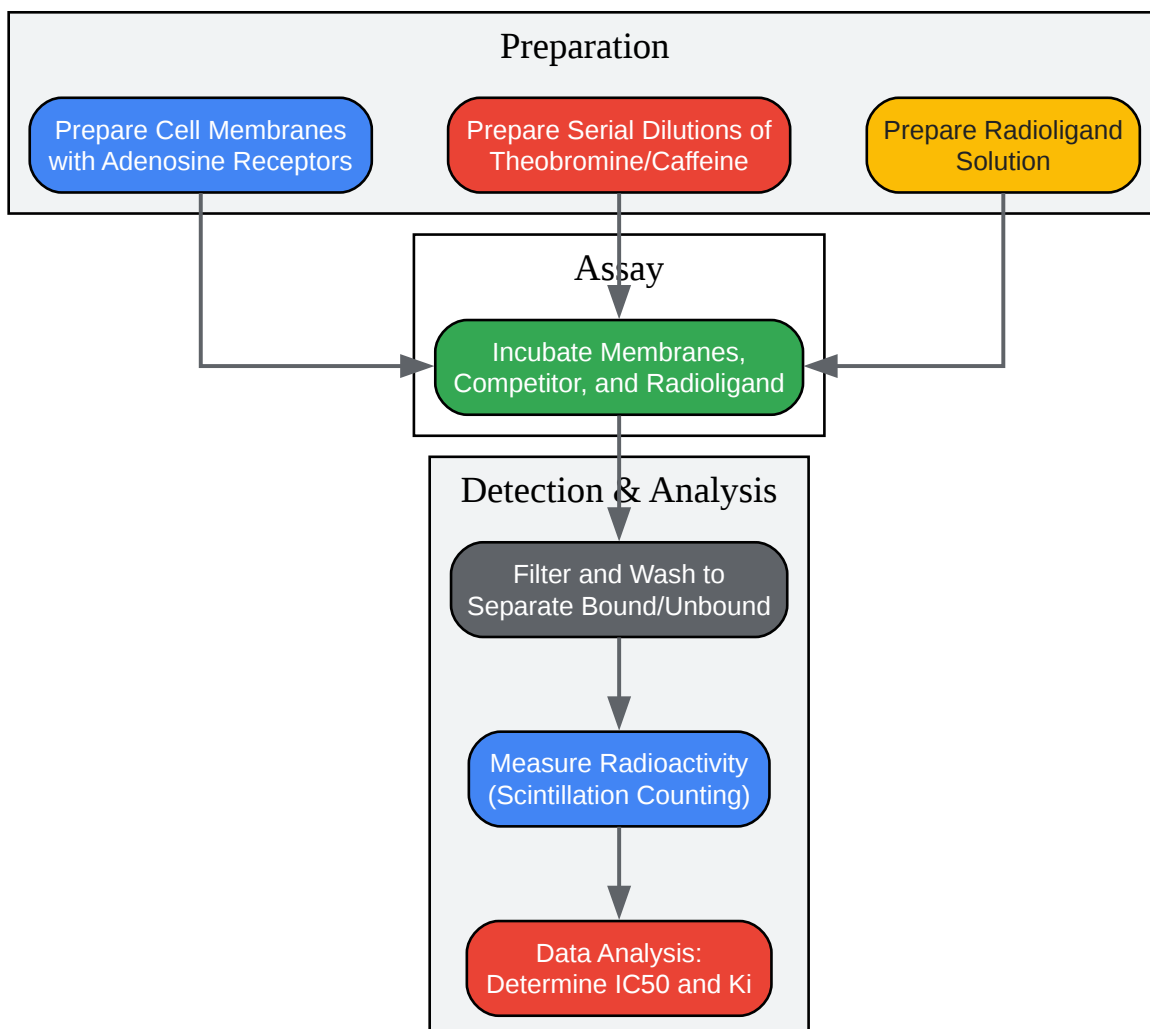 Preparation
Prepare Cell Membranes
with Adenosine Receptors
Prepare Serial Dilutions of
Theobromine/Caffeine
Prepare Radioligand
Solution
Assay
Incubate Membranes,
Competitor, and Radioligand
Detection & Analysis
Filter and Wash to
Separate Bound/Unbound
Measure Radioactivity
(Scintillation Counting)
Data Analysis:
Determine IC50 and Ki